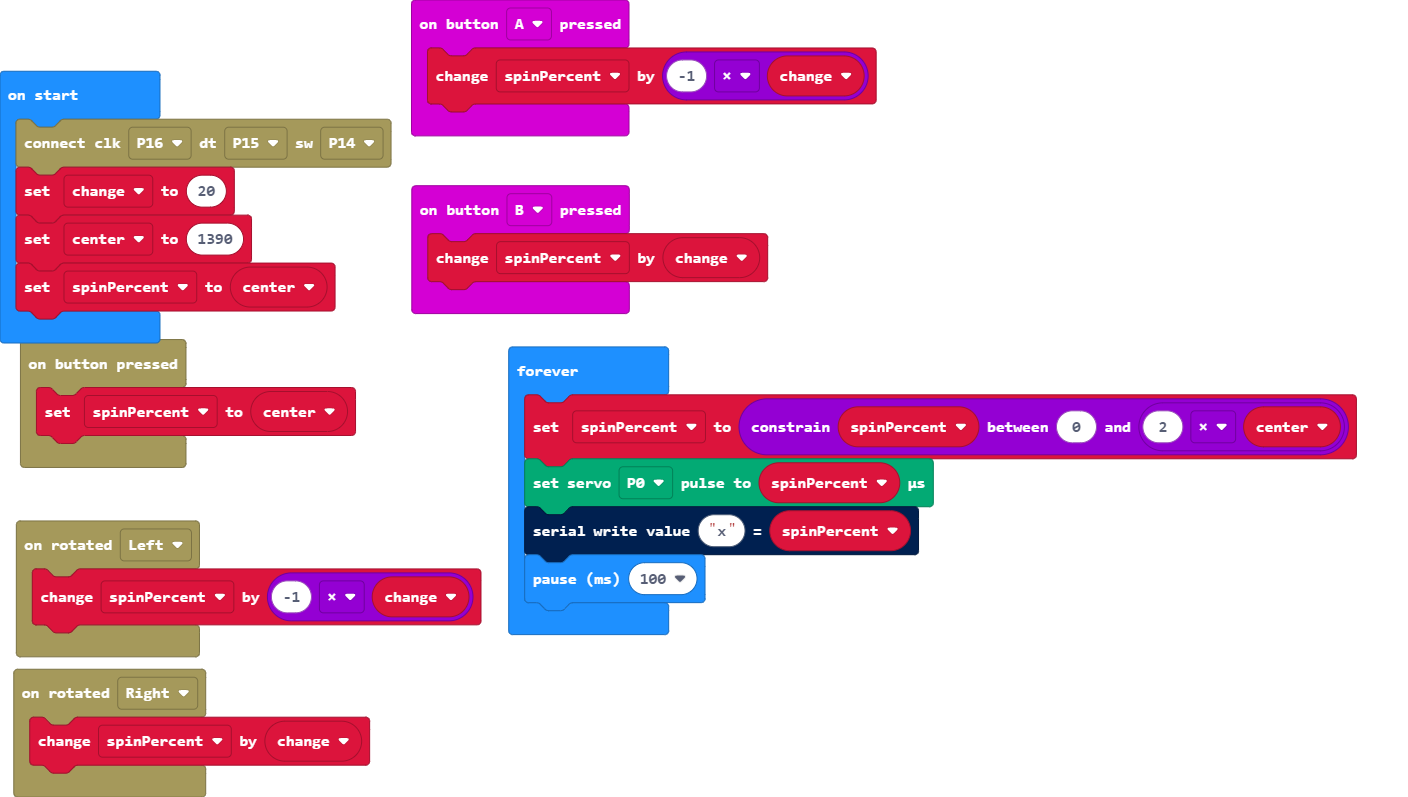 on start
connect clk P16 dt P15 sw P14
set change to 20
set center to 1390
set spinPercent to center
on button pressed
set spinPercent to center
on rotated Left
change spinPercent by -1 × change
on rotated Right
change spinPercent by change
on button A pressed
change spinPercent by -1 × change
on button B pressed
change spinPercent by change
forever
set spinPercent to constrain spinPercent between 0 and 2 × center
set servo P0 pulse to spinPercent µs
serial write value "x" = spinPercent
pause (ms) 100